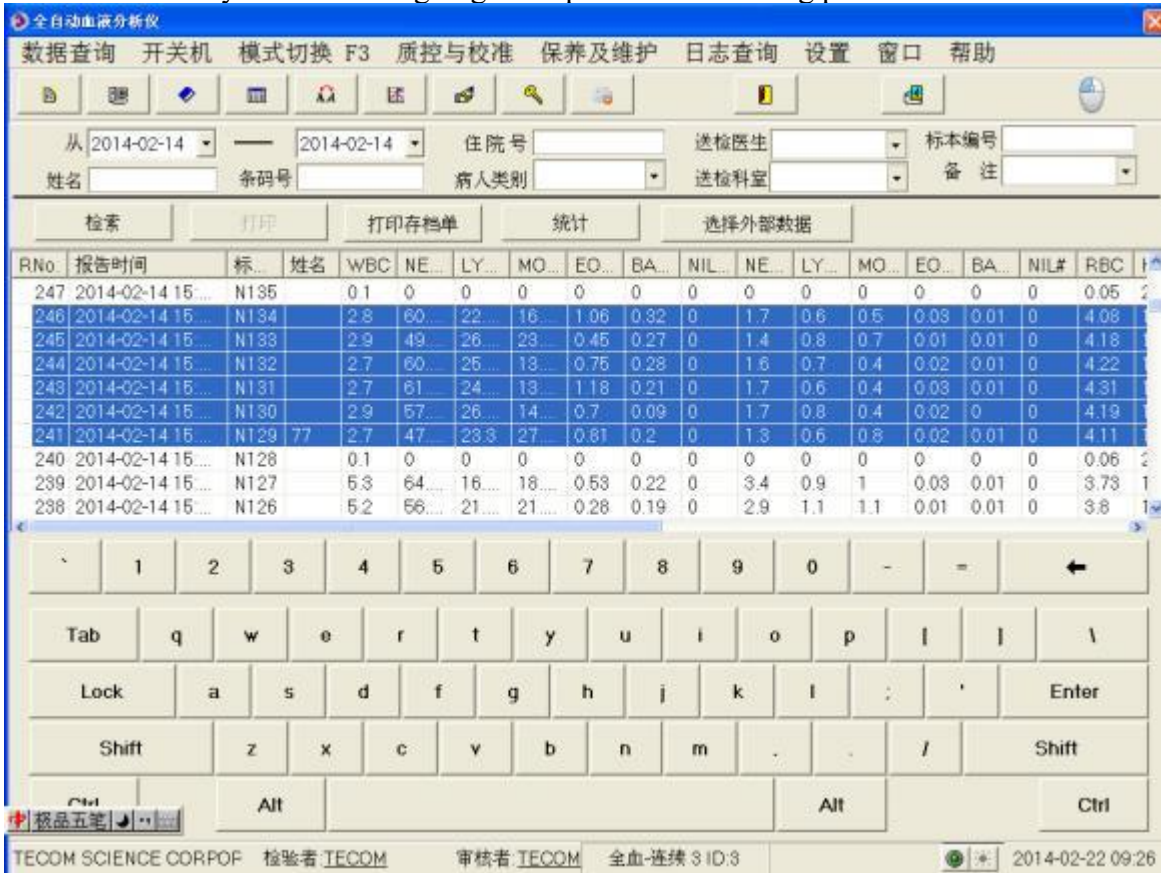 全自动血液分析仪
数据查询 开关机 模式切换 F3 质控与校准 保养及维护 日志查询 设置 窗口 帮助
从 2014-02-14 — 2014-02-14 住院号 送检医生 标本编号
姓名 条码号 病人类别 送检科室 备 注
检索 打印 打印存档单 统计 选择外部数据
RNo. 报告时间 标... 姓名 WBC NE... LY... MO... EO... BA... NIL... NE... LY... MO... EO... BA... NIL# RBC
247 2014-02-14 15:... N135 0.1 0 0 0 0 0 0 0 0 0 0 0 0 0.05
246 2014-02-14 15:... N134 2.8 60.... 22.... 16.... 1.06 0.32 0 1.7 0.6 0.5 0.03 0.01 0 4.08
245 2014-02-14 15:... N133 2.9 49.... 26.... 23.... 0.45 0.27 0 1.4 0.8 0.7 0.01 0.01 0 4.18
244 2014-02-14 15:... N132 2.7 60.... 25.... 13.... 0.75 0.28 0 1.6 0.7 0.4 0.02 0.01 0 4.22
243 2014-02-14 15:... N131 2.7 61 24.... 13.... 1.18 0.21 0 1.7 0.6 0.4 0.03 0.01 0 4.31
242 2014-02-14 15:... N130 2.9 57.... 26.... 14.... 0.7 0.09 0 1.7 0.8 0.4 0.02 0 0 4.19
241 2014-02-14 15:... N129 77 2.7 47.... 23.3 27.... 0.81 0.2 0 1.3 0.6 0.8 0.02 0.01 0 4.11
240 2014-02-14 15:... N128 0.1 0 0 0 0 0 0 0 0 0 0 0 0 0.06
239 2014-02-14 15:... N127 5.3 64.... 16.... 18.... 0.53 0.22 0 3.4 0.9 1 0.03 0.01 0 3.73
238 2014-02-14 15:... N126 5.2 56.... 21.... 21.... 0.28 0.19 0 2.9 1.1 1.1 0.01 0.01 0 3.8
` 1 2 3 4 5 6 7 8 9 0 - = ←
Tab q w e r t y u i o p [ ] \
Lock a s d f g h j k l ; ' Enter
Shift z x c v b n m . . / Shift
Ctrl Alt Alt Ctrl
中 极品五笔
TECOM SCIENCE CORPOF 检验者:TECOM 审核者:TECOM 全血-连续 3 ID:3 2014-02-22 09:26